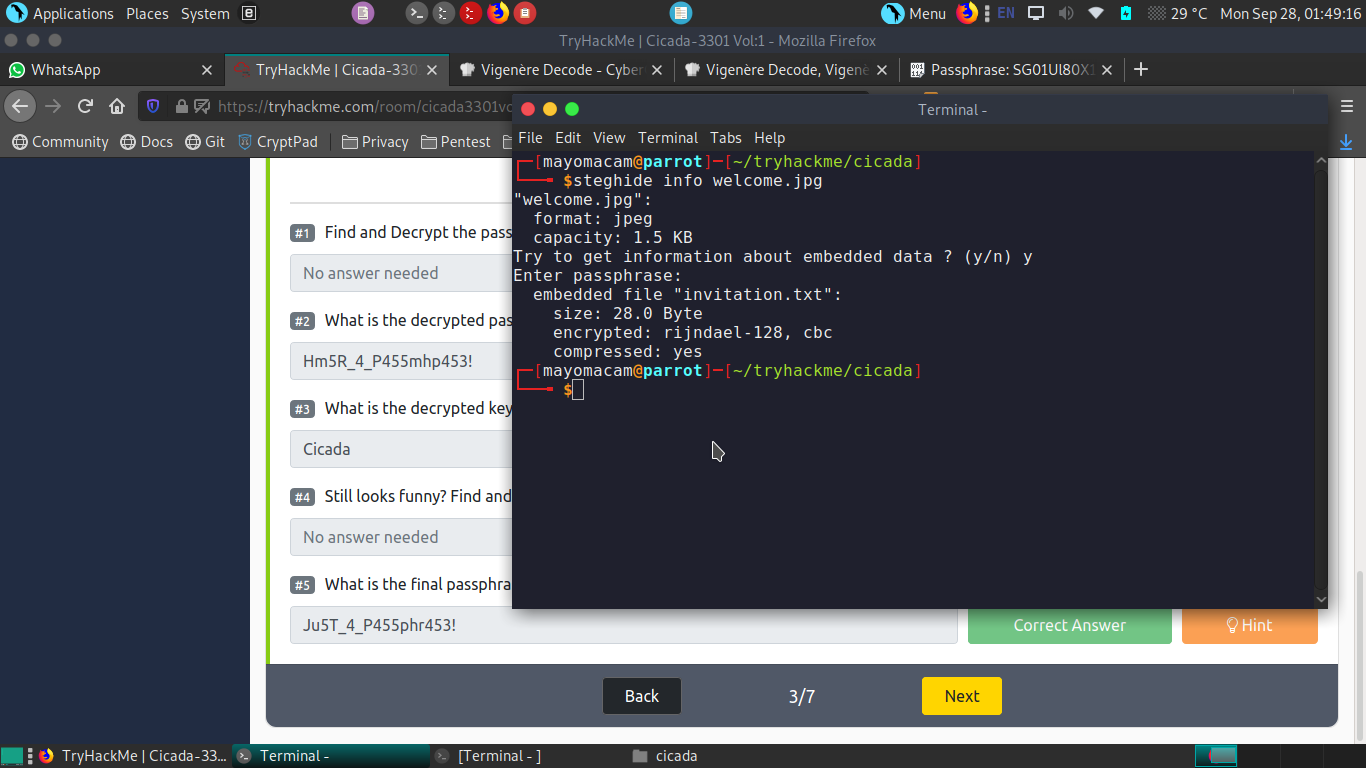 Applications Places System Menu EN 29 °C Mon Sep 28, 01:49:16
TryHackMe | Cicada-3301 Vol:1 - Mozilla Firefox
WhatsApp TryHackMe | Cicada-330 Vigenère Decode - Cyber Vigenère Decode, Vigenè Passphrase: SG01Ul80X1
https://tryhackme.com/room/cicada3301vo
Community Docs Git CryptPad Privacy Pentest
Terminal -
File Edit View Terminal Tabs Help
┌─[mayomacam@parrot]─[~/tryhackme/cicada]
└──╼ $steghide info welcome.jpg
"welcome.jpg":
format: jpeg
capacity: 1.5 KB
Try to get information about embedded data ? (y/n) y
Enter passphrase:
embedded file "invitation.txt":
size: 28.0 Byte
encrypted: rijndael-128, cbc
compressed: yes
┌─[mayomacam@parrot]─[~/tryhackme/cicada]
└──╼ $
#1 Find and Decrypt the pass
No answer needed
#2 What is the decrypted pas
Hm5R_4_P455mhp453!
#3 What is the decrypted key
Cicada
#4 Still looks funny? Find and
No answer needed
#5 What is the final passphra
Ju5T_4_P455phr453! Correct Answer Hint
Back 3/7 Next
TryHackMe | Cicada-33... Terminal - [Terminal - ] cicada